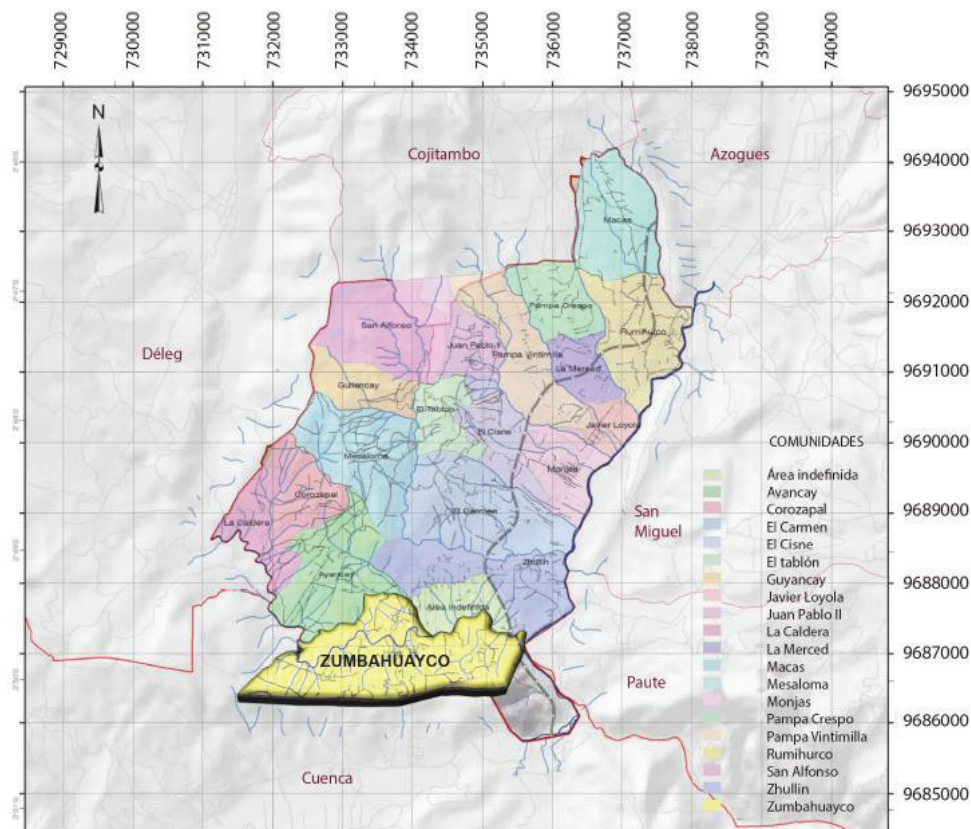 729000
730000
731000
732000
733000
734000
735000
736000
737000
738000
739000
740000
9695000
N
Cojitambo
Azogues
9694000
Macas
9693000
Pampa Crespo
9692000
San Alfonso
Rumihurco
Juan Pablo II
Pampa Vintimilla
Déleg
La Merced
9691000
Gullancay
El Tablon
Javier Loyola
El Cisne
9690000
COMUNIDADES
Mesaloma
Monjas
Área indefinida
Avancay
Corozapal
Corozapal
La Caldera
El Carmen
San
Miguel
9689000
El Carmen
El Cisne
El tablón
Zhullin
9688000
Ayancay
Guyancay
Area Indefinida
Javier Loyola
Juan Pablo II
La Caldera
La Merced
9687000
ZUMBAHUAYCO
Macas
Paute
Mesaloma
Monjas
9686000
Pampa Crespo
Pampa Vintimilla
Rumihurco
San Alfonso
Cuenca
Zhullin
9685000
Zumbahuayco